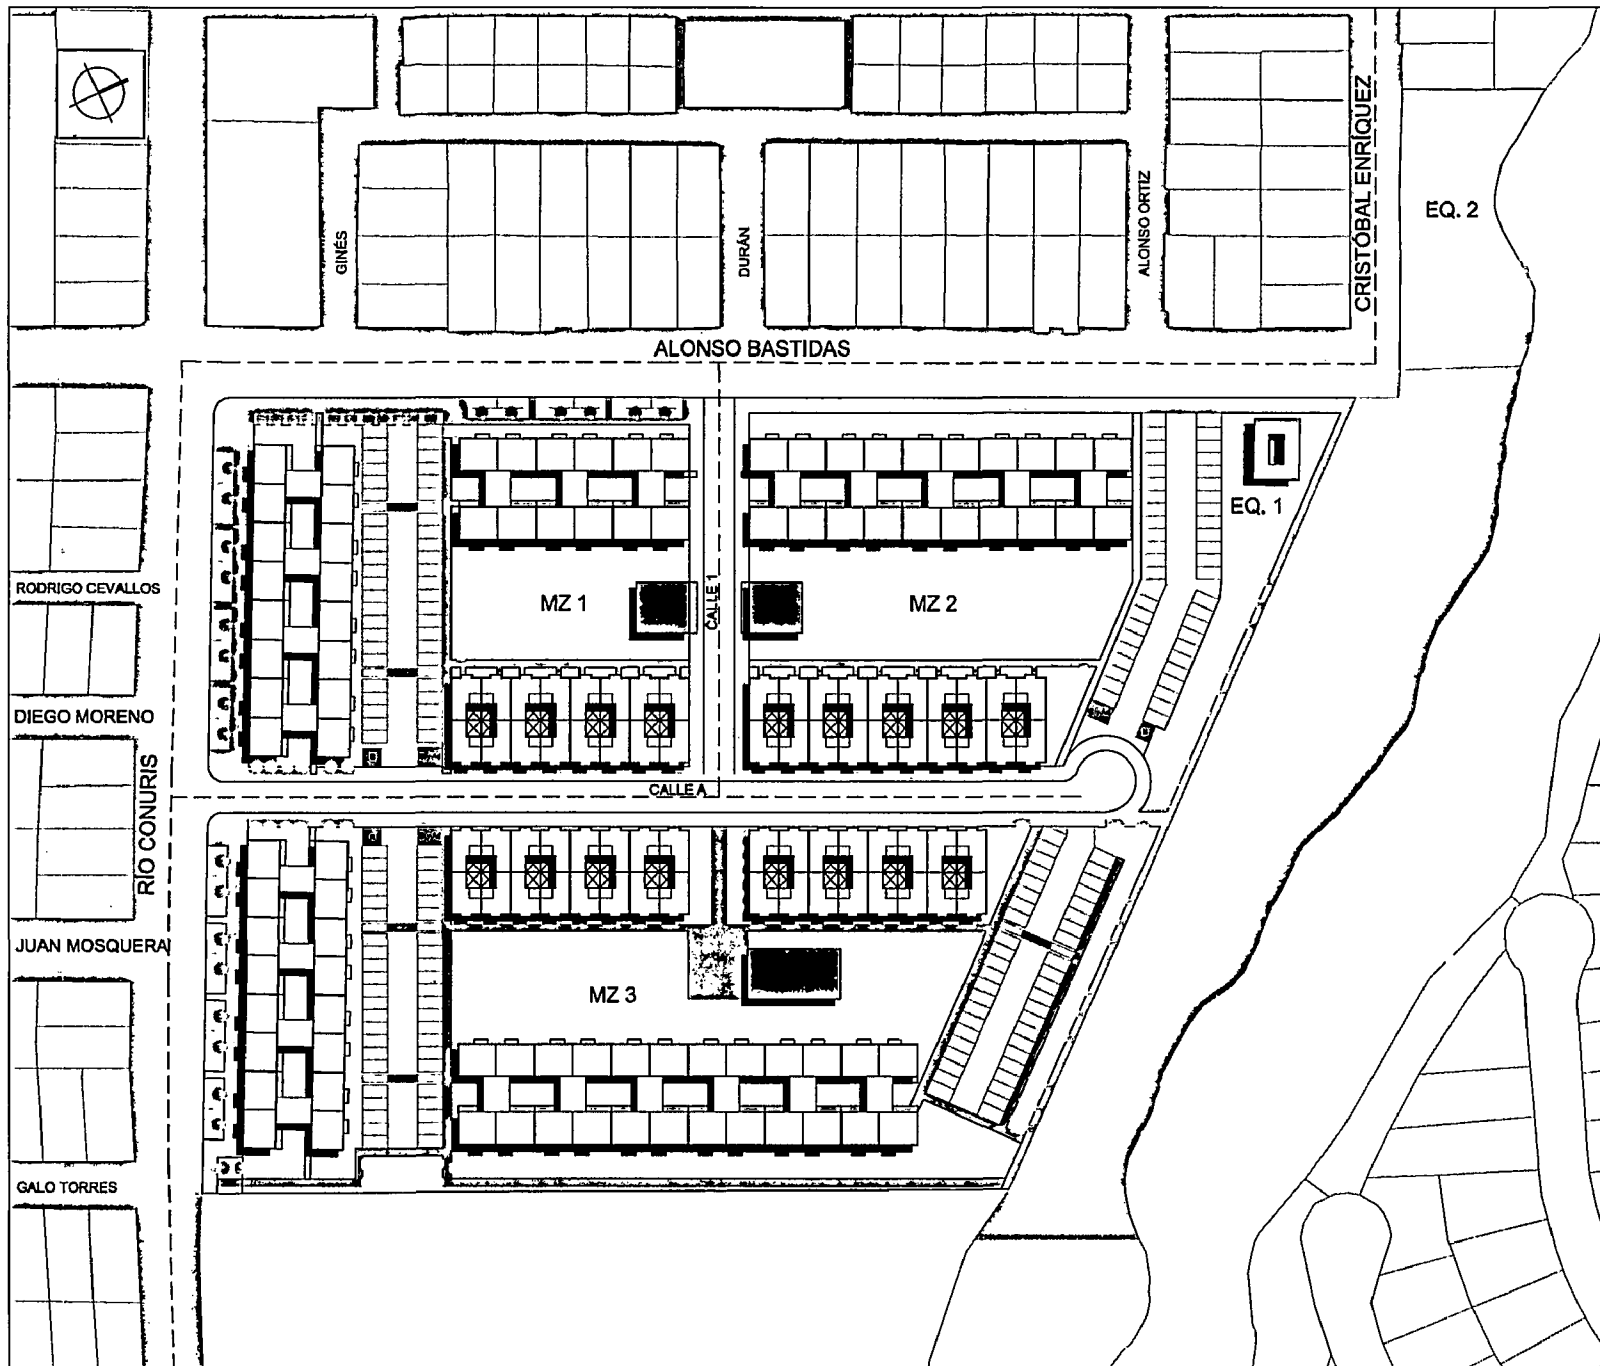 CRISTÓBAL ENRÍQUEZ
ALONSO ORTIZ
EQ. 2
GINÉS
DURÁN
ALONSO BASTIDAS
EQ. 1
RODRIGO CEVALLOS
MZ 1
CALLE 1
MZ 2
DIEGO MORENO
RÍO CONURIS
CALLE A
JUAN MOSQUERA
MZ 3
GALO TORRES